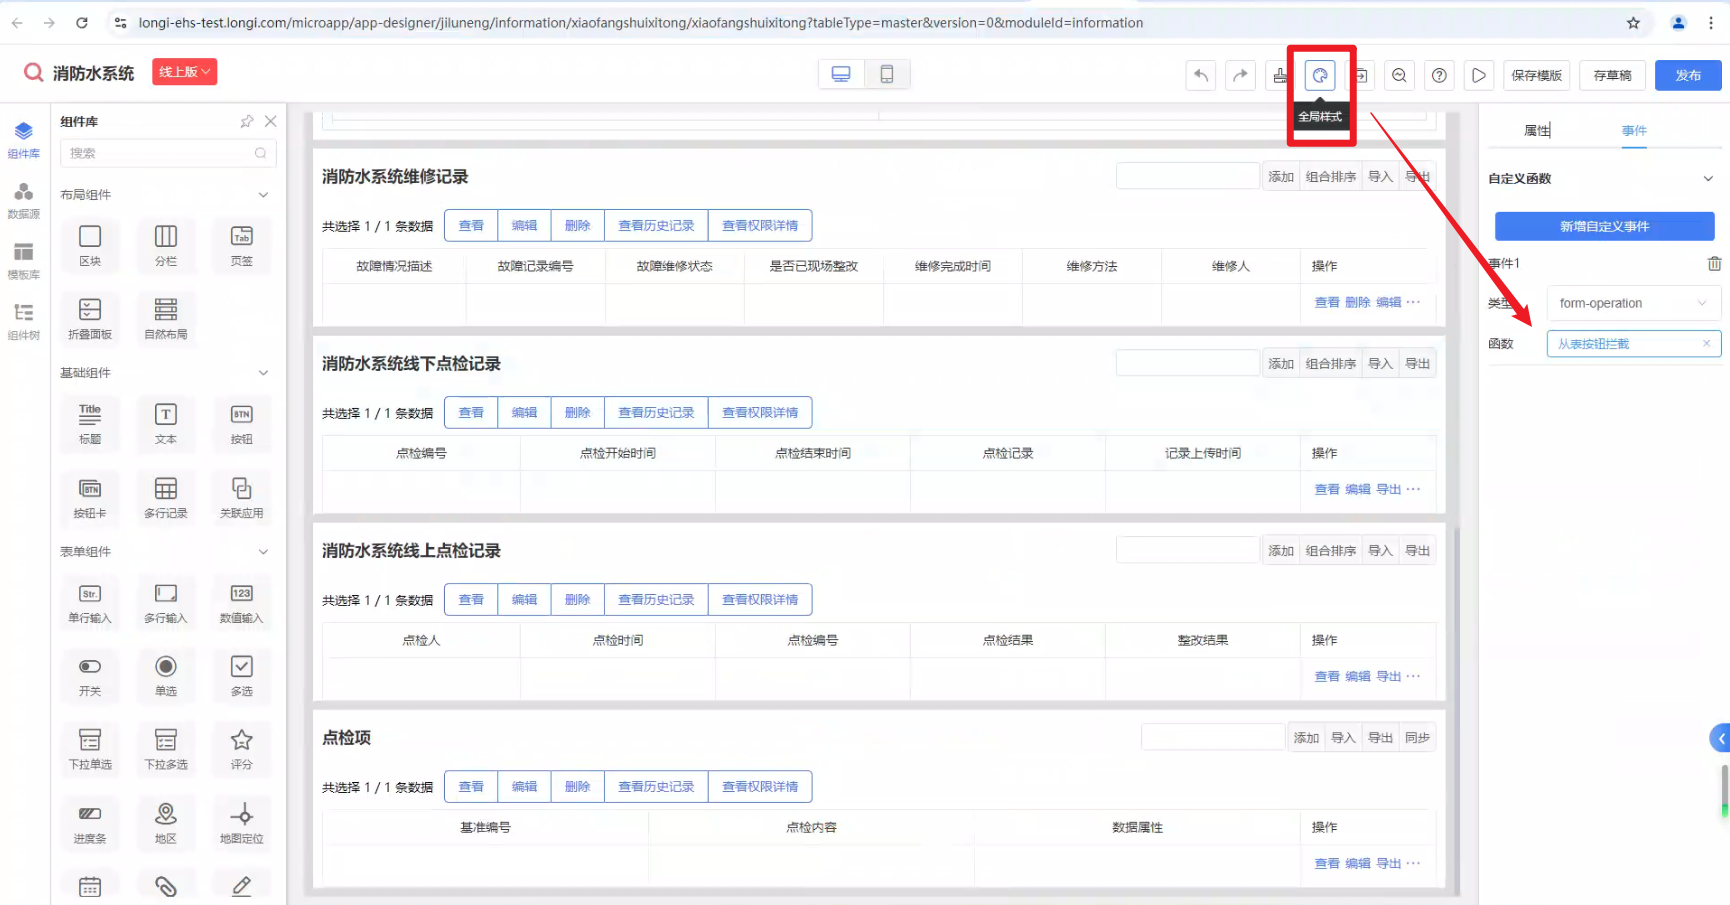 longi-ehs-test.longi.com/microapp/app-designer/jiluneng/information/xiaofangshuixitong/xiaofangshuixitong?tableType=master&version=0&moduleId=information
消防水系统 线上版
保存模版 存草稿 发布
全局样式
组件库
搜索
组件库
数据源
模板库
组件树
布局组件
区块 分栏 Tab 页签
折叠面板 自然布局
基础组件
Title 标题 T 文本 BTN 按钮
BTN 按钮卡 多行记录 关联应用
表单组件
Str. 单行输入 多行输入 123 数值输入
开关 单选 多选
下拉单选 下拉多选 评分
进度条 地区 地图定位
消防水系统维修记录 添加 组合排序 导入 导出
共选择 1 / 1 条数据 查看 编辑 删除 查看历史记录 查看权限详情
故障情况描述 故障记录编号 故障维修状态 是否已现场整改 维修完成时间 维修方法 维修人 操作
查看 删除 编辑 ···
消防水系统线下点检记录 添加 组合排序 导入 导出
共选择 1 / 1 条数据 查看 编辑 删除 查看历史记录 查看权限详情
点检编号 点检开始时间 点检结束时间 点检记录 记录上传时间 操作
查看 编辑 导出 ···
消防水系统线上点检记录 添加 组合排序 导入 导出
共选择 1 / 1 条数据 查看 编辑 删除 查看历史记录 查看权限详情
点检人 点检时间 点检编号 点检结果 整改结果 操作
查看 编辑 导出 ···
点检项 添加 导入 导出 同步
共选择 1 / 1 条数据 查看 编辑 删除 查看历史记录 查看权限详情
基准编号 点检内容 数据属性 操作
查看 编辑 导出 ···
属性 事件
自定义函数
新增自定义事件
事件1
类型 form-operation
函数 从表按钮拦截